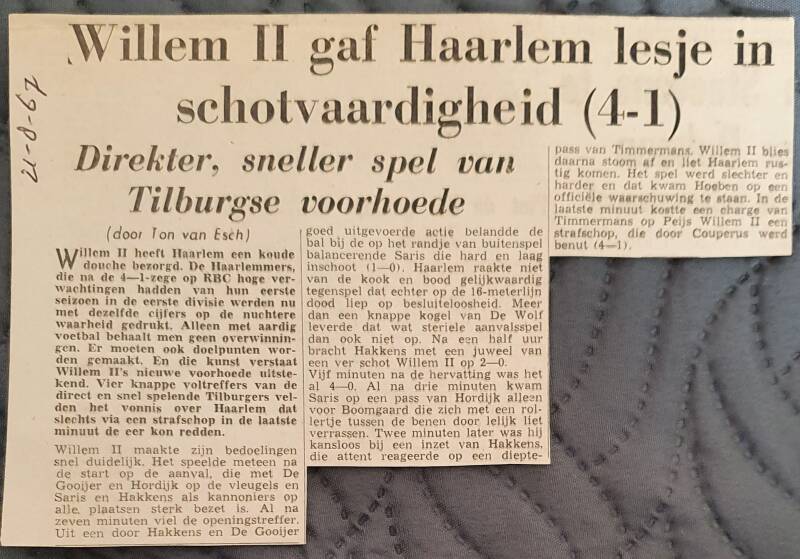 Willem II gaf Haarlem lesje in
schotvaardigheid (4-1)
21-8-67
Direkter, sneller spel van
Tilburgse voorhoede
(door Ton van Esch)
Willem II heeft Haarlem een koude
douche bezorgd. De Haarlemmers,
die na de 4—1-zege op RBC hoge ver-
wachtingen hadden van hun eerste
seizoen in de eerste divisie werden nu
met dezelfde cijfers op de nuchtere
waarheid gedrukt. Alleen met aardig
voetbal behaalt men geen overwinnin-
gen. Er moeten ook doelpunten wor-
den gemaakt. En die kunst verstaat
Willem II's nieuwe voorhoede uitste-
kend. Vier knappe voltreffers van de
direct en snel spelende Tilburgers vel-
den het vonnis over Haarlem dat
slechts via een strafschop in de laatste
minuut de eer kon redden.
Willem II maakte zijn bedoelingen
snel duidelijk. Het speelde meteen na
de start op de aanval, die met De
Gooijer en Hordijk op de vleugels en
Saris en Hakkens als kannoniers op
alle plaatsen sterk bezet is. Al na
zeven minuten viel de openingstreffer.
Uit een door Hakkens en De Gooijer
goed uitgevoerde actie belandde de
bal bij de op het randje van buitenspel
balancerende Saris die hard en laag
inschoot (1—0). Haarlem raakte niet
van de kook en bood gelijkwaardig
tegenspel dat echter op de 16-meterlijn
dood liep op besluiteloosheid. Meer
dan een knappe kogel van De Wolf
leverde dat wat steriele aanvalsspel
dan ook niet op. Na een half uur
bracht Hakkens met een juweel van
een ver schot Willem II op 2—0.
Vijf minuten na de hervatting was het
al 4—0. Al na drie minuten kwam
Saris op een pass van Hordijk alleen
voor Boomgaard die zich met een rol-
lertje tussen de benen door lelijk liet
verrassen. Twee minuten later was hij
kansloos bij een inzet van Hakkens,
die attent reageerde op een diepte-
pass van Timmermans. Willem II blies
daarna stoom af en liet Haarlem rus-
tig komen. Het spel werd slechter en
harder en dat kwam Hoeben op een
officiële waarschuwing te staan. In de
laatste minuut kostte een charge van
Timmermans op Peijs Willem II een
strafschop, die door Couperus werd
benut (4—1).